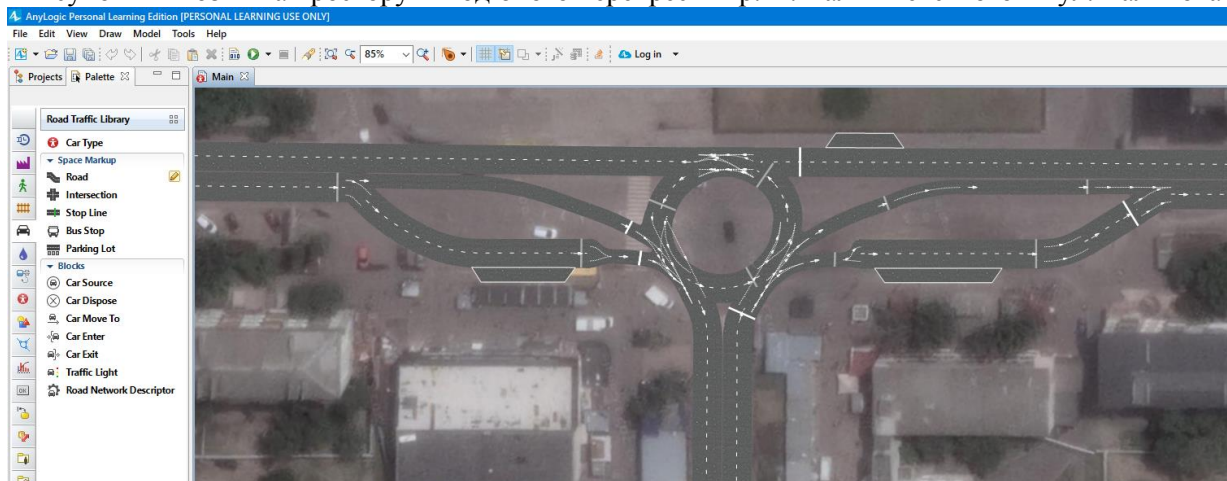 AnyLogic Personal Learning Edition [PERSONAL LEARNING USE ONLY]
File Edit View Draw Model Tools Help
85%
Log in
Projects
Palette
Main
Road Traffic Library
Car Type
Space Markup
Road
Intersection
Stop Line
Bus Stop
Parking Lot
Blocks
Car Source
Car Dispose
Car Move To
Car Enter
Car Exit
Traffic Light
Road Network Descriptor